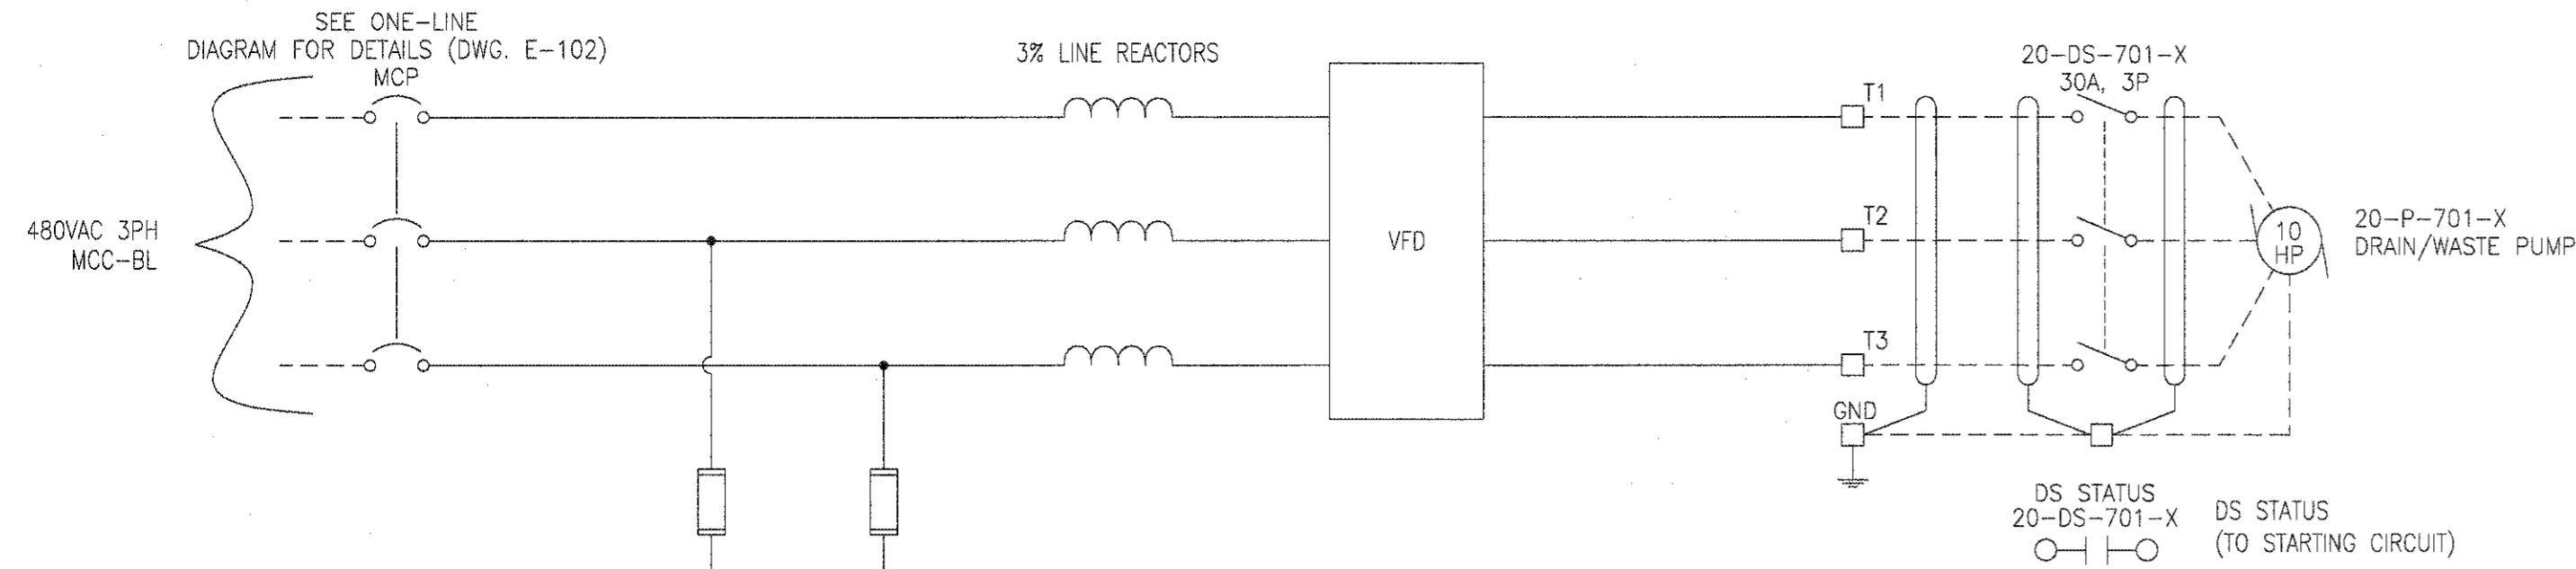 SEE ONE-LINE
DIAGRAM FOR DETAILS (DWG. E-102)
MCP
480VAC 3PH
MCC-BL
3% LINE REACTORS
VFD
T1
T2
T3
GND
20-DS-701-X
30A, 3P
10
HP
20-P-701-X
DRAIN/WASTE PUMP
DS STATUS
20-DS-701-X
DS STATUS
(TO STARTING CIRCUIT)